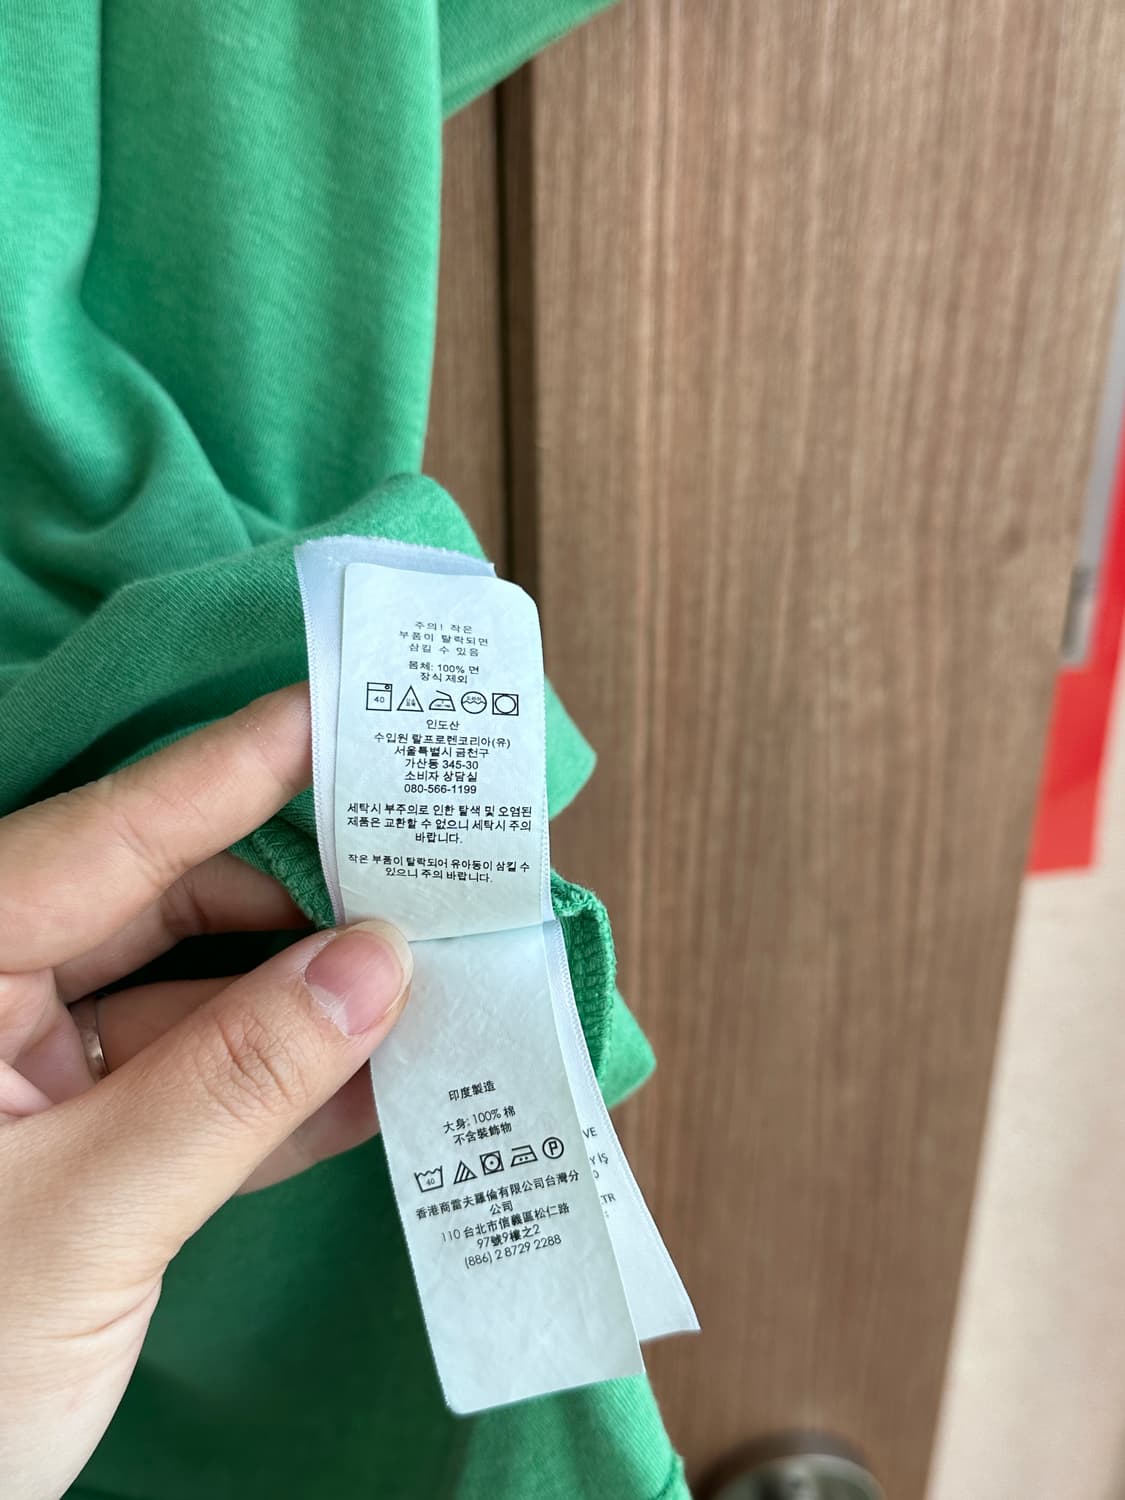 주의! 작은
부품이 탈락되면
삼킬 수 있음
몸체: 100% 면
장식 제외
40
인도산
수입원 랄프로렌코리아(유)
서울특별시 금천구
가산동 345-30
소비자 상담실
080-566-1199
세탁시 부주의로 인한 탈색 및 오염된
제품은 교환할 수 없으니 세탁시 주의
바랍니다.
작은 부품이 탈락되어 유아동이 삼킬 수
있으니 주의 바랍니다.
印度製造
大身: 100% 棉
不含裝飾物
40 P
香港商雷夫羅倫有限公司台灣分
公司
110 台北市信義區松仁路
97號9樓之2
(886) 2 8729 2288
VE
Y İŞ
0
TR
: